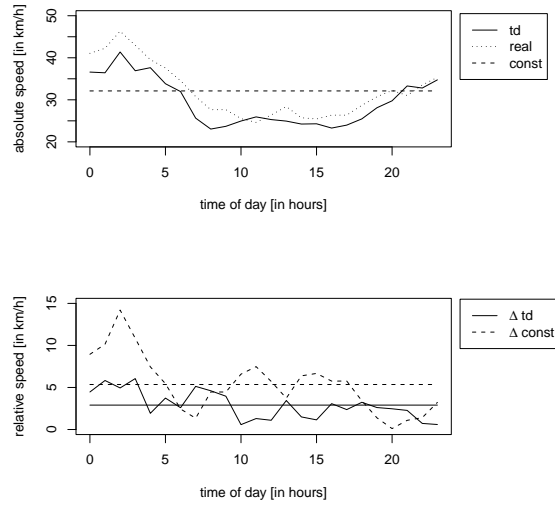 absolute speed [in km/h]
50
40
30
20
0
5
10
15
20
time of day [in hours]
td
real
const
relative speed [in km/h]
15
10
5
0
0
5
10
15
20
time of day [in hours]
Δ td
Δ const